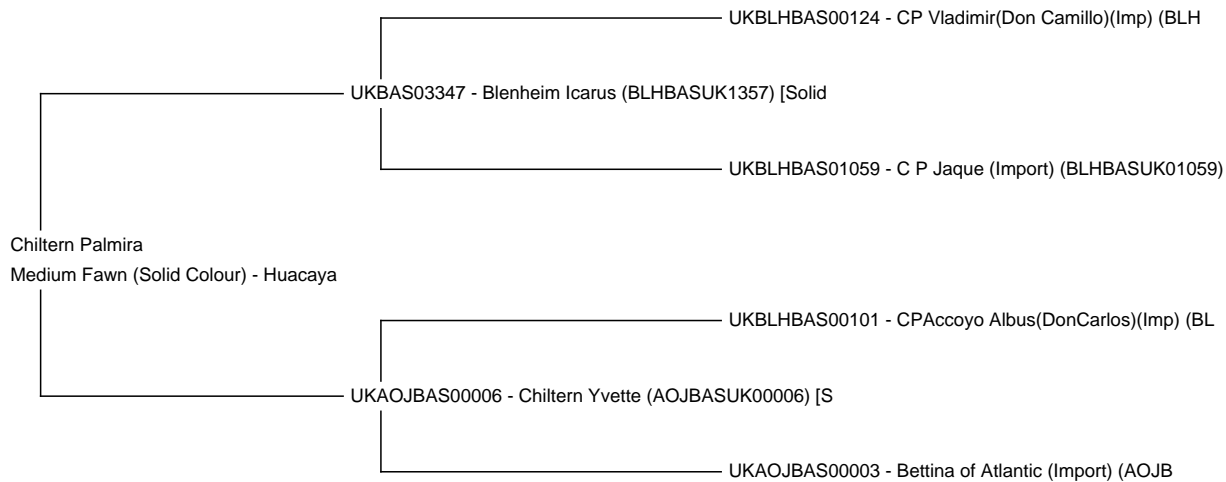 UKBLHBAS00124 - CP Vladimir(Don Camillo)(Imp) (BLH
UKBAS03347 - Blenheim Icarus (BLHBASUK1357) [Solid
UKBLHBAS01059 - C P Jaque (Import) (BLHBASUK01059)
Chiltern Palmira
Medium Fawn (Solid Colour) - Huacaya
UKBLHBAS00101 - CPAccoyo Albus(DonCarlos)(Imp) (BL
UKAOJBAS00006 - Chiltern Yvette (AOJBASUK00006) [S
UKAOJBAS00003 - Bettina of Atlantic (Import) (AOJB